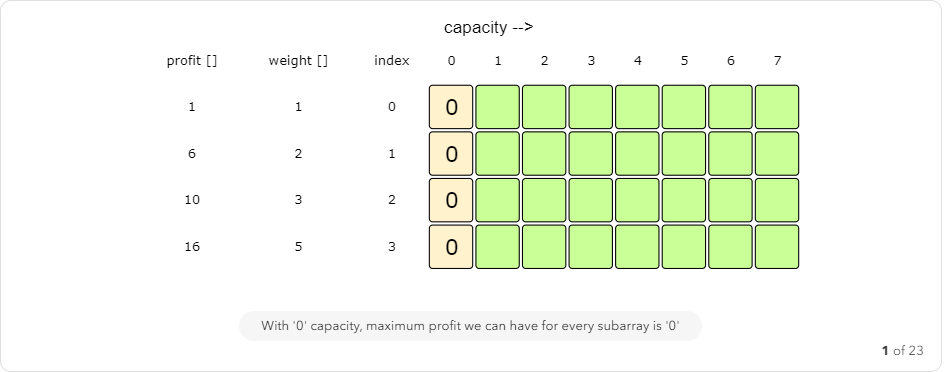 capacity -->
profit [] weight [] index 0 1 2 3 4 5 6 7
1 1 0 0
6 2 1 0
10 3 2 0
16 5 3 0
With '0' capacity, maximum profit we can have for every subarray is '0'
1 of 23